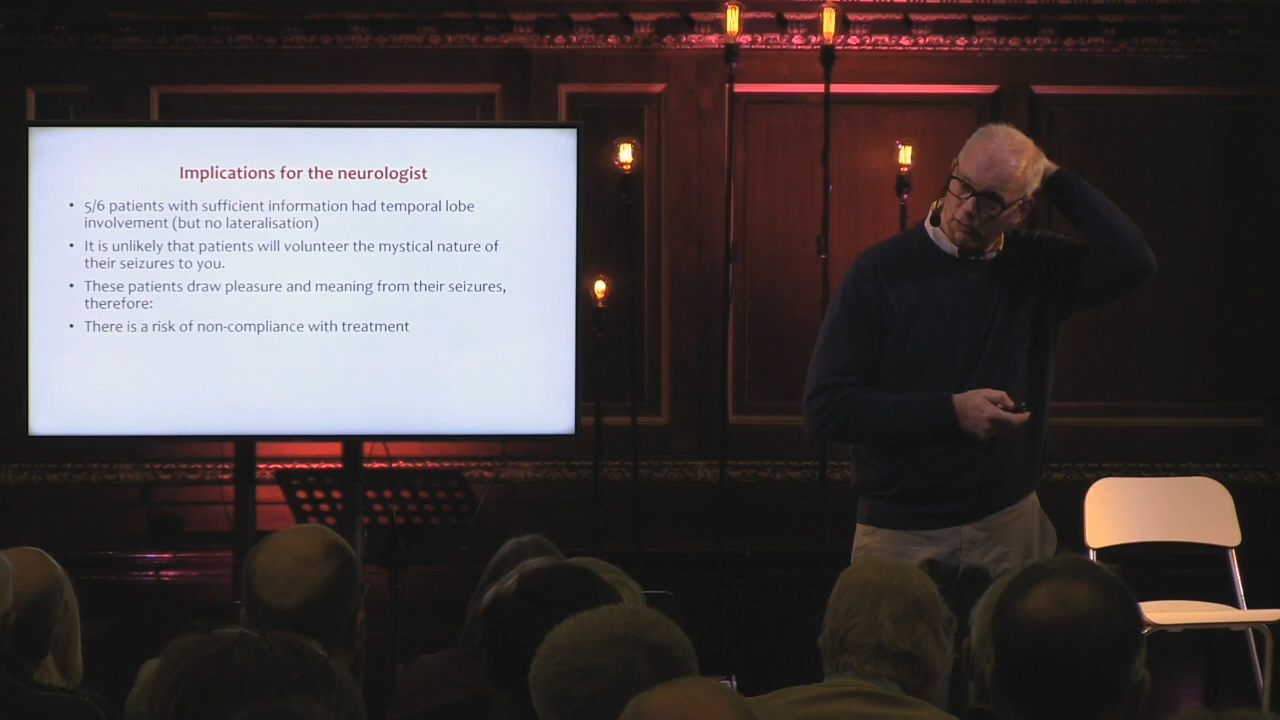 Implications for the neurologist
• 5/6 patients with sufficient information had temporal lobe
involvement (but no lateralisation)
• It is unlikely that patients will volunteer the mystical nature of
their seizures to you.
• These patients draw pleasure and meaning from their seizures,
therefore:
• There is a risk of non-compliance with treatment